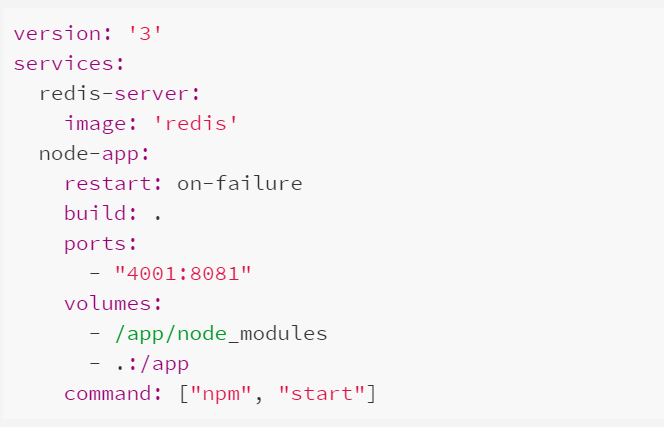 version: '3'
services:
  redis-server:
    image: 'redis'
  node-app:
    restart: on-failure
    build: .
    ports:
      - "4001:8081"
    volumes:
      - /app/node_modules
      - .:/app
    command: ["npm", "start"]